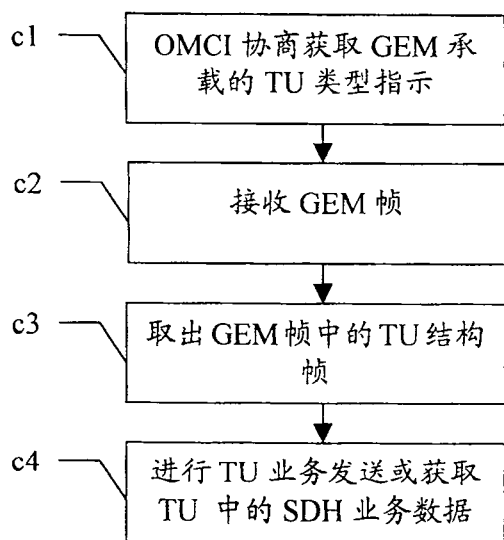 c1
OMCI 协商获取 GEM 承
载的 TU 类型指示
c2
接收 GEM 帧
c3
取出 GEM 帧中的 TU 结构
帧
c4
进行 TU 业务发送或获取
TU 中的 SDH 业务数据